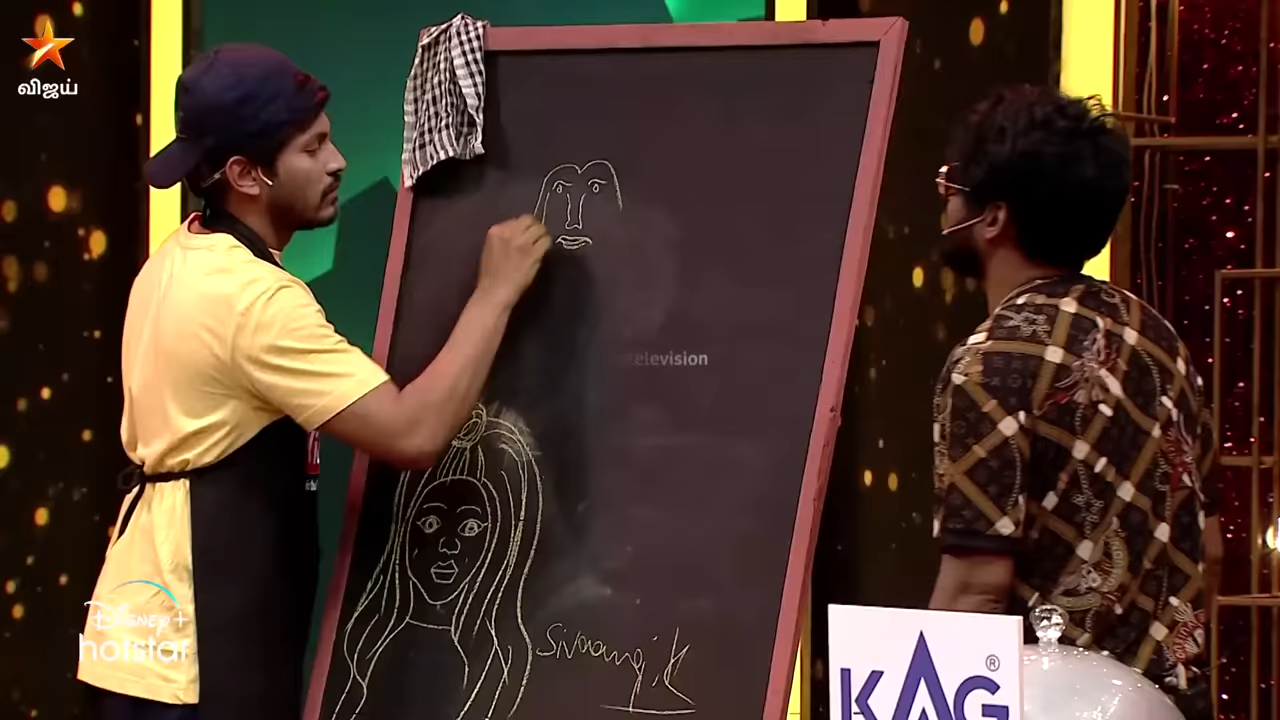 விஜய்
television
Sivaangi.K
Disney+
hotstar
KAG®